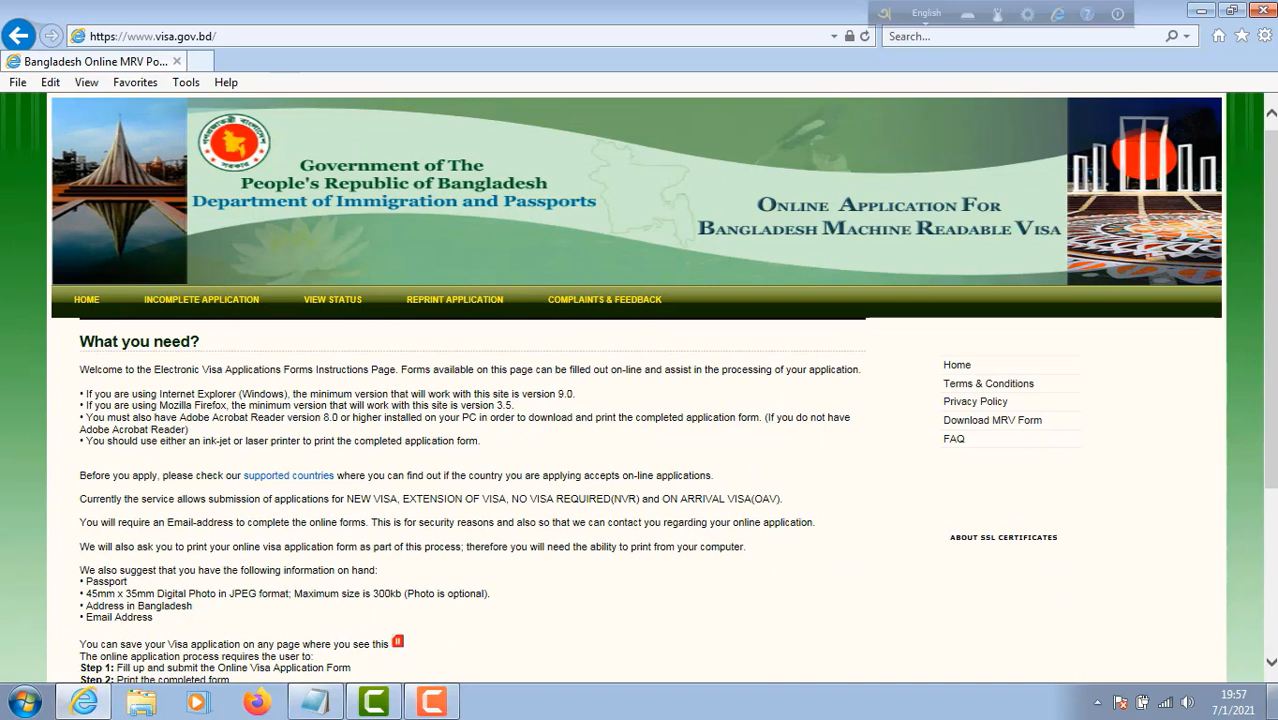 English
https://www.visa.gov.bd/
Search...
Bangladesh Online MRV Po...
File Edit View Favorites Tools Help
গণপ্রজাতন্ত্রী বাংলাদেশ
সরকার
Government of The
People's Republic of Bangladesh
Department of Immigration and Passports
Online Application For
Bangladesh Machine Readable Visa
HOME INCOMPLETE APPLICATION VIEW STATUS REPRINT APPLICATION COMPLAINTS & FEEDBACK
What you need?
Welcome to the Electronic Visa Applications Forms Instructions Page. Forms available on this page can be filled out on-line and assist in the processing of your application.
• If you are using Internet Explorer (Windows), the minimum version that will work with this site is version 9.0.
• If you are using Mozilla Firefox, the minimum version that will work with this site is version 3.5.
• You must also have Adobe Acrobat Reader version 8.0 or higher installed on your PC in order to download and print the completed application form. (If you do not have
Adobe Acrobat Reader)
• You should use either an ink-jet or laser printer to print the completed application form.
Before you apply, please check our supported countries where you can find out if the country you are applying accepts on-line applications.
Currently the service allows submission of applications for NEW VISA, EXTENSION OF VISA, NO VISA REQUIRED(NVR) and ON ARRIVAL VISA(OAV).
You will require an Email-address to complete the online forms. This is for security reasons and also so that we can contact you regarding your online application.
We will also ask you to print your online visa application form as part of this process; therefore you will need the ability to print from your computer.
We also suggest that you have the following information on hand:
• Passport
• 45mm x 35mm Digital Photo in JPEG format; Maximum size is 300kb (Photo is optional).
• Address in Bangladesh
• Email Address
You can save your Visa application on any page where you see this
The online application process requires the user to:
Step 1: Fill up and submit the Online Visa Application Form
Step 2: Print the completed form
Home
Terms & Conditions
Privacy Policy
Download MRV Form
FAQ
ABOUT SSL CERTIFICATES
19:57
7/1/2021